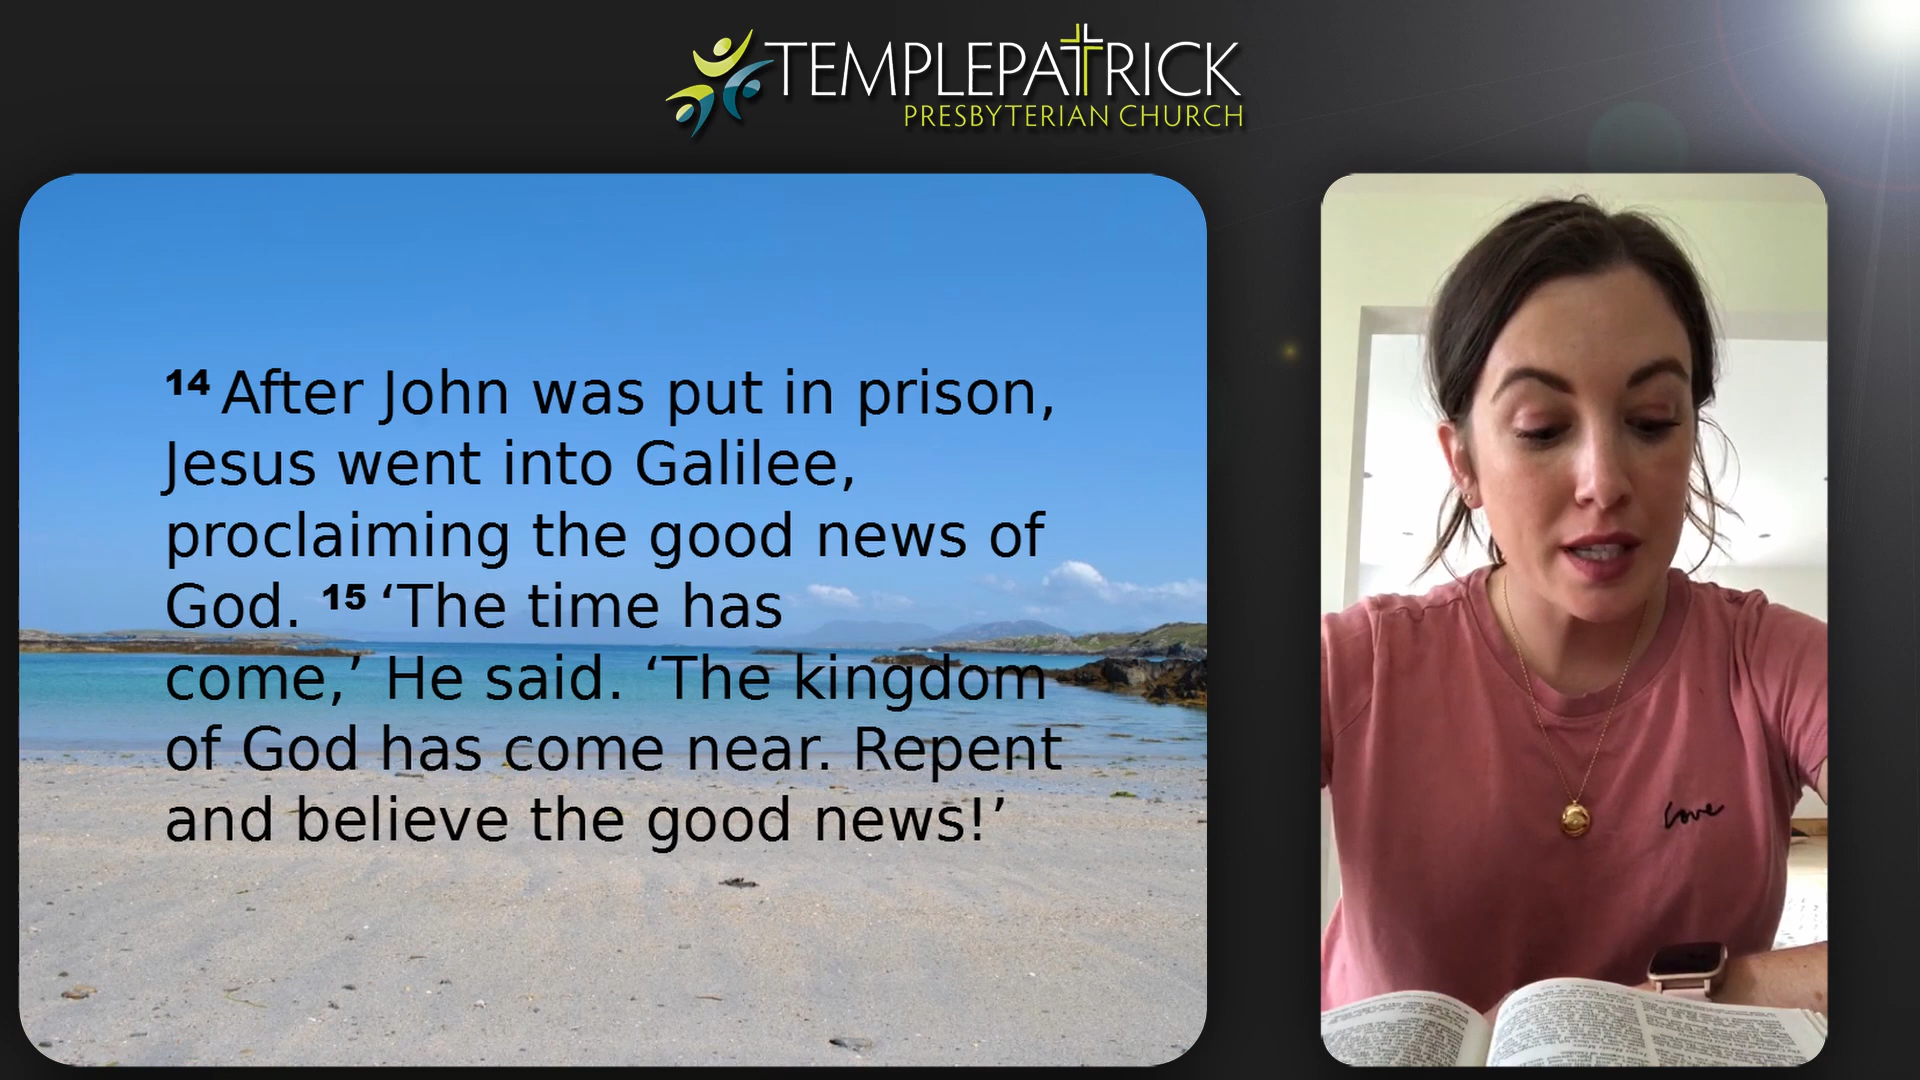 TEMPLEPATRICK
PRESBYTERIAN CHURCH
14 After John was put in prison,
Jesus went into Galilee,
proclaiming the good news of
God. 15 ‘The time has
come,’ He said. ‘The kingdom
of God has come near. Repent
and believe the good news!’
love